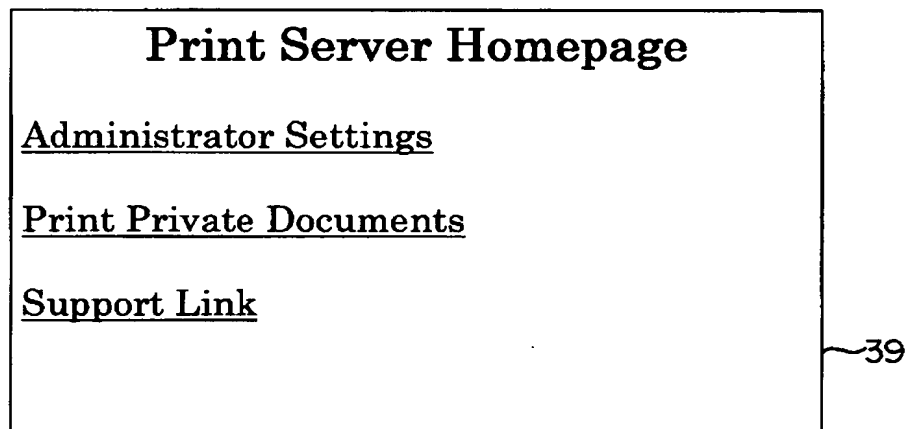 Print Server Homepage
Administrator Settings
Print Private Documents
Support Link
39